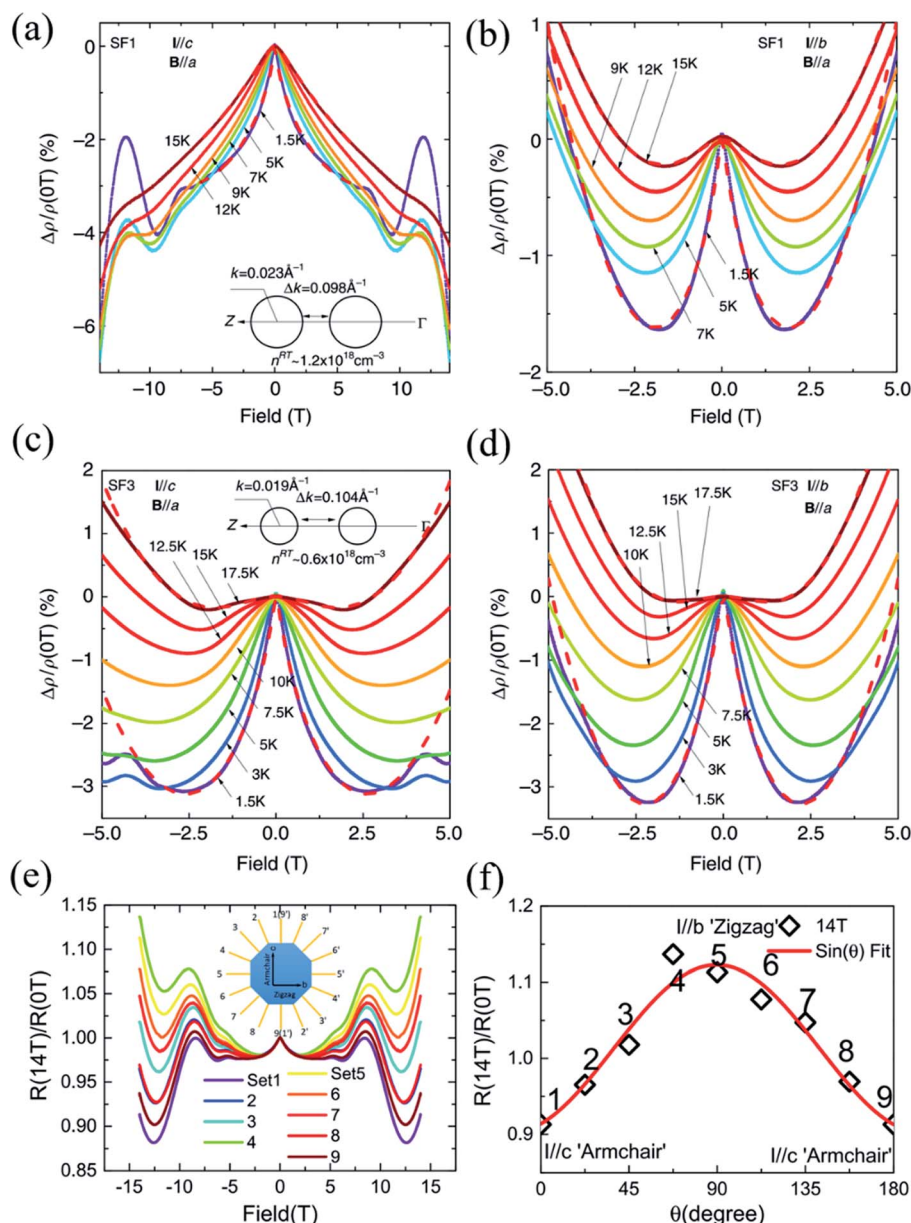 (a)
SF1 I//c
B//a
0
−2
−4
−6
Δρ/ρ(0T) (%)
15K
12K
9K
7K
5K
1.5K
k=0.023Å⁻¹
Δk=0.098Å⁻¹
Z Γ
nᴿᵀ~1.2x10¹⁸cm⁻³
−10 −5 0 5 10
Field (T)
(b)
SF1 I//b
B//a
1
0
−1
−2
Δρ/ρ(0T) (%)
9K 12K 15K
1.5K
5K
7K
−5.0 −2.5 0.0 2.5 5.0
Field (T)
(c)
SF3 I//c
B//a
2
1
0
−1
−2
−3
Δρ/ρ(0T) (%)
k=0.019Å⁻¹
Δk=0.104Å⁻¹
Z Γ
nᴿᵀ~0.6x10¹⁸cm⁻³
12.5K
15K
17.5K
10K
7.5K
5K
3K
1.5K
−5.0 −2.5 0.0 2.5 5.0
Field (T)
(d)
SF3 I//b
B//a
2
1
0
−1
−2
−3
Δρ/ρ(0T) (%)
15K 17.5K
12.5K
10K
7.5K
5K
3K
1.5K
−5.0 −2.5 0.0 2.5 5.0
Field (T)
(e)
1.15
1.10
1.05
1.00
0.95
0.90
0.85
R(14T)/R(0T)
1(9')
2 8'
3 7'
4 6'
5 5'
6 4'
7 3'
8 9(1') 2'
c
Armchair
b
Zigzag
Set1 Set5
2 6
3 7
4 8
9
-15 -10 -5 0 5 10 15
Field(T)
(f)
1.2
1.1
1.0
0.9
R(14T)/R(0T)
I//b 'Zigzag' 14T
Sin(θ) Fit
1 2 3 4 5 6 7 8 9
I//c 'Armchair' I//c 'Armchair'
0 45 90 135 180
θ(degree)